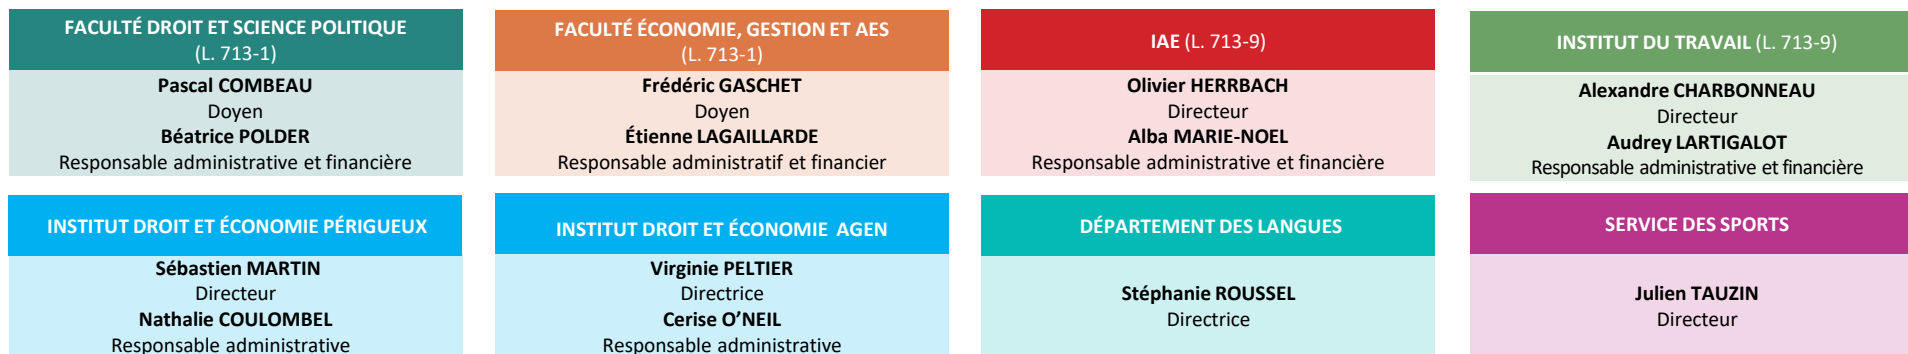 FACULTÉ DROIT ET SCIENCE POLITIQUE
(L. 713-1)
Pascal COMBEAU
Doyen
Béatrice POLDER
Responsable administrative et financière
FACULTÉ ÉCONOMIE, GESTION ET AES
(L. 713-1)
Frédéric GASCHET
Doyen
Étienne LAGAILLARDE
Responsable administratif et financier
IAE (L. 713-9)
Olivier HERRBACH
Directeur
Alba MARIE-NOEL
Responsable administrative et financière
INSTITUT DU TRAVAIL (L. 713-9)
Alexandre CHARBONNEAU
Directeur
Audrey LARTIGALOT
Responsable administrative et financière
INSTITUT DROIT ET ÉCONOMIE PÉRIGUEUX
Sébastien MARTIN
Directeur
Nathalie COULOMBEL
Responsable administrative
INSTITUT DROIT ET ÉCONOMIE AGEN
Virginie PELTIER
Directrice
Cerise O’NEIL
Responsable administrative
DÉPARTEMENT DES LANGUES
Stéphanie ROUSSEL
Directrice
SERVICE DES SPORTS
Julien TAUZIN
Directeur